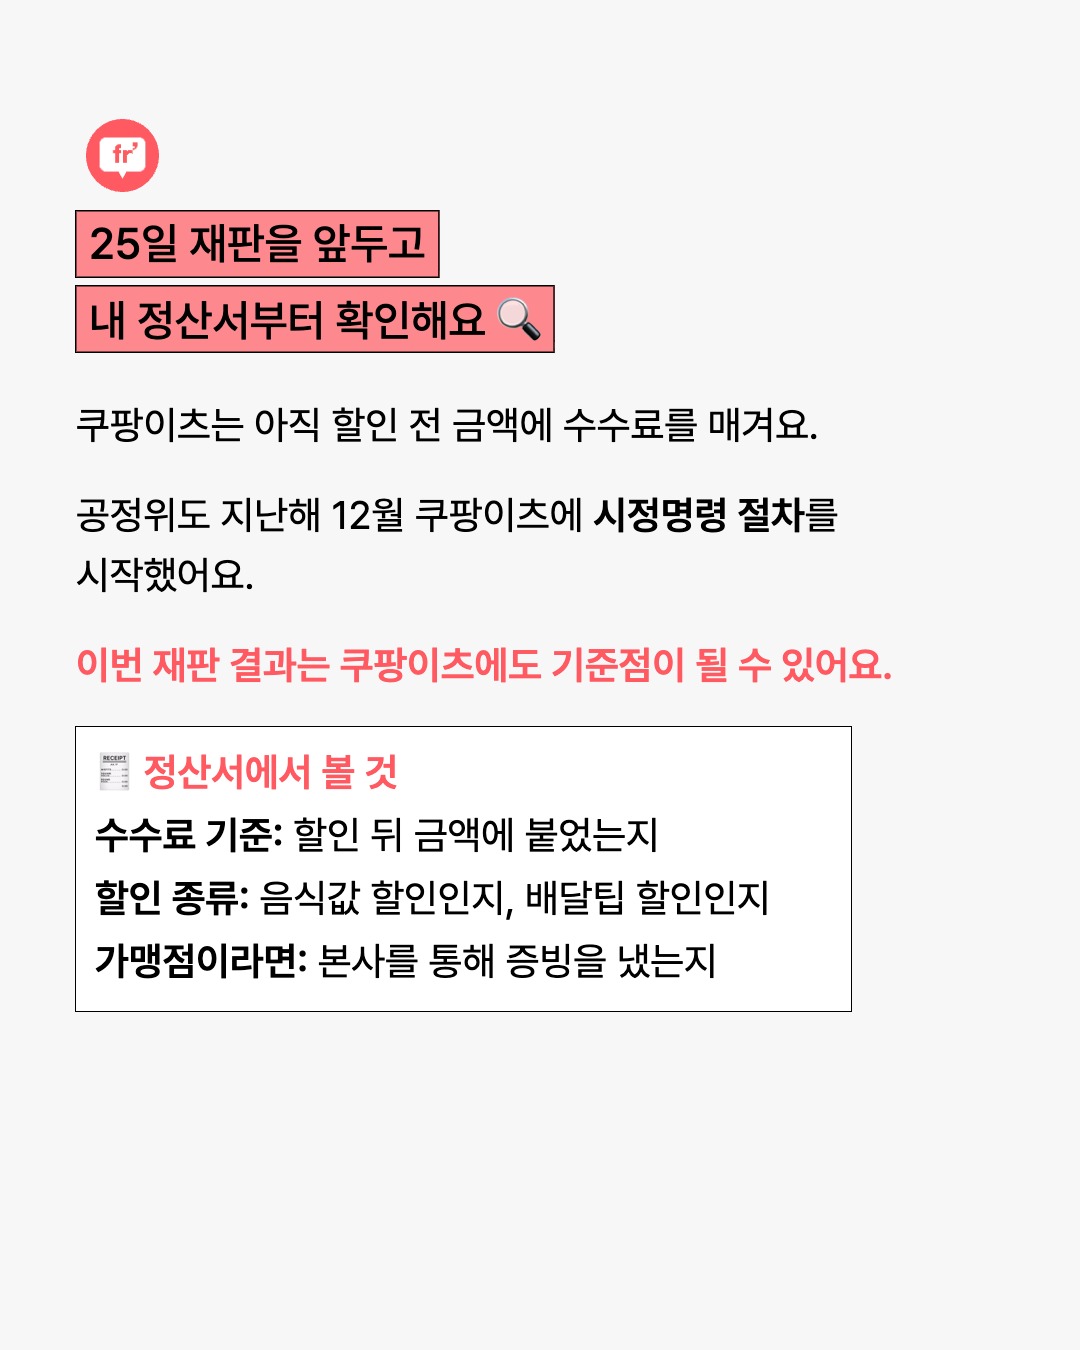 fr'
25일 재판을 앞두고
내 정산서부터 확인해요 🔍
쿠팡이츠는 아직 할인 전 금액에 수수료를 매겨요.
공정위도 지난해 12월 쿠팡이츠에 시정명령 절차를
시작했어요.
이번 재판 결과는 쿠팡이츠에도 기준점이 될 수 있어요.
RECEIPT
정산서에서 볼 것
수수료 기준: 할인 뒤 금액에 붙었는지
할인 종류: 음식값 할인인지, 배달팁 할인인지
가맹점이라면: 본사를 통해 증빙을 냈는지